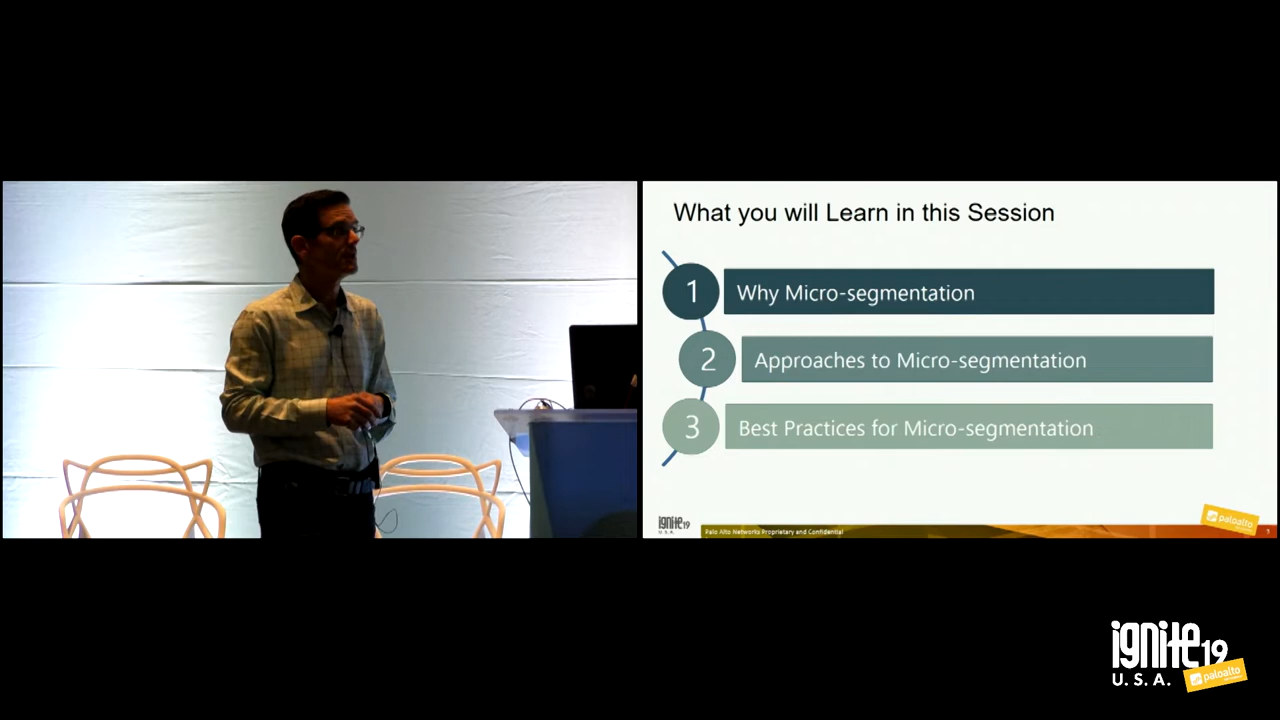 What you will Learn in this Session
1
Why Micro-segmentation
2
Approaches to Micro-segmentation
3
Best Practices for Micro-segmentation
ignite19
U.S.A.
Palo Alto Networks Proprietary and Confidential
paloalto
ignite19
U.S.A.
paloalto